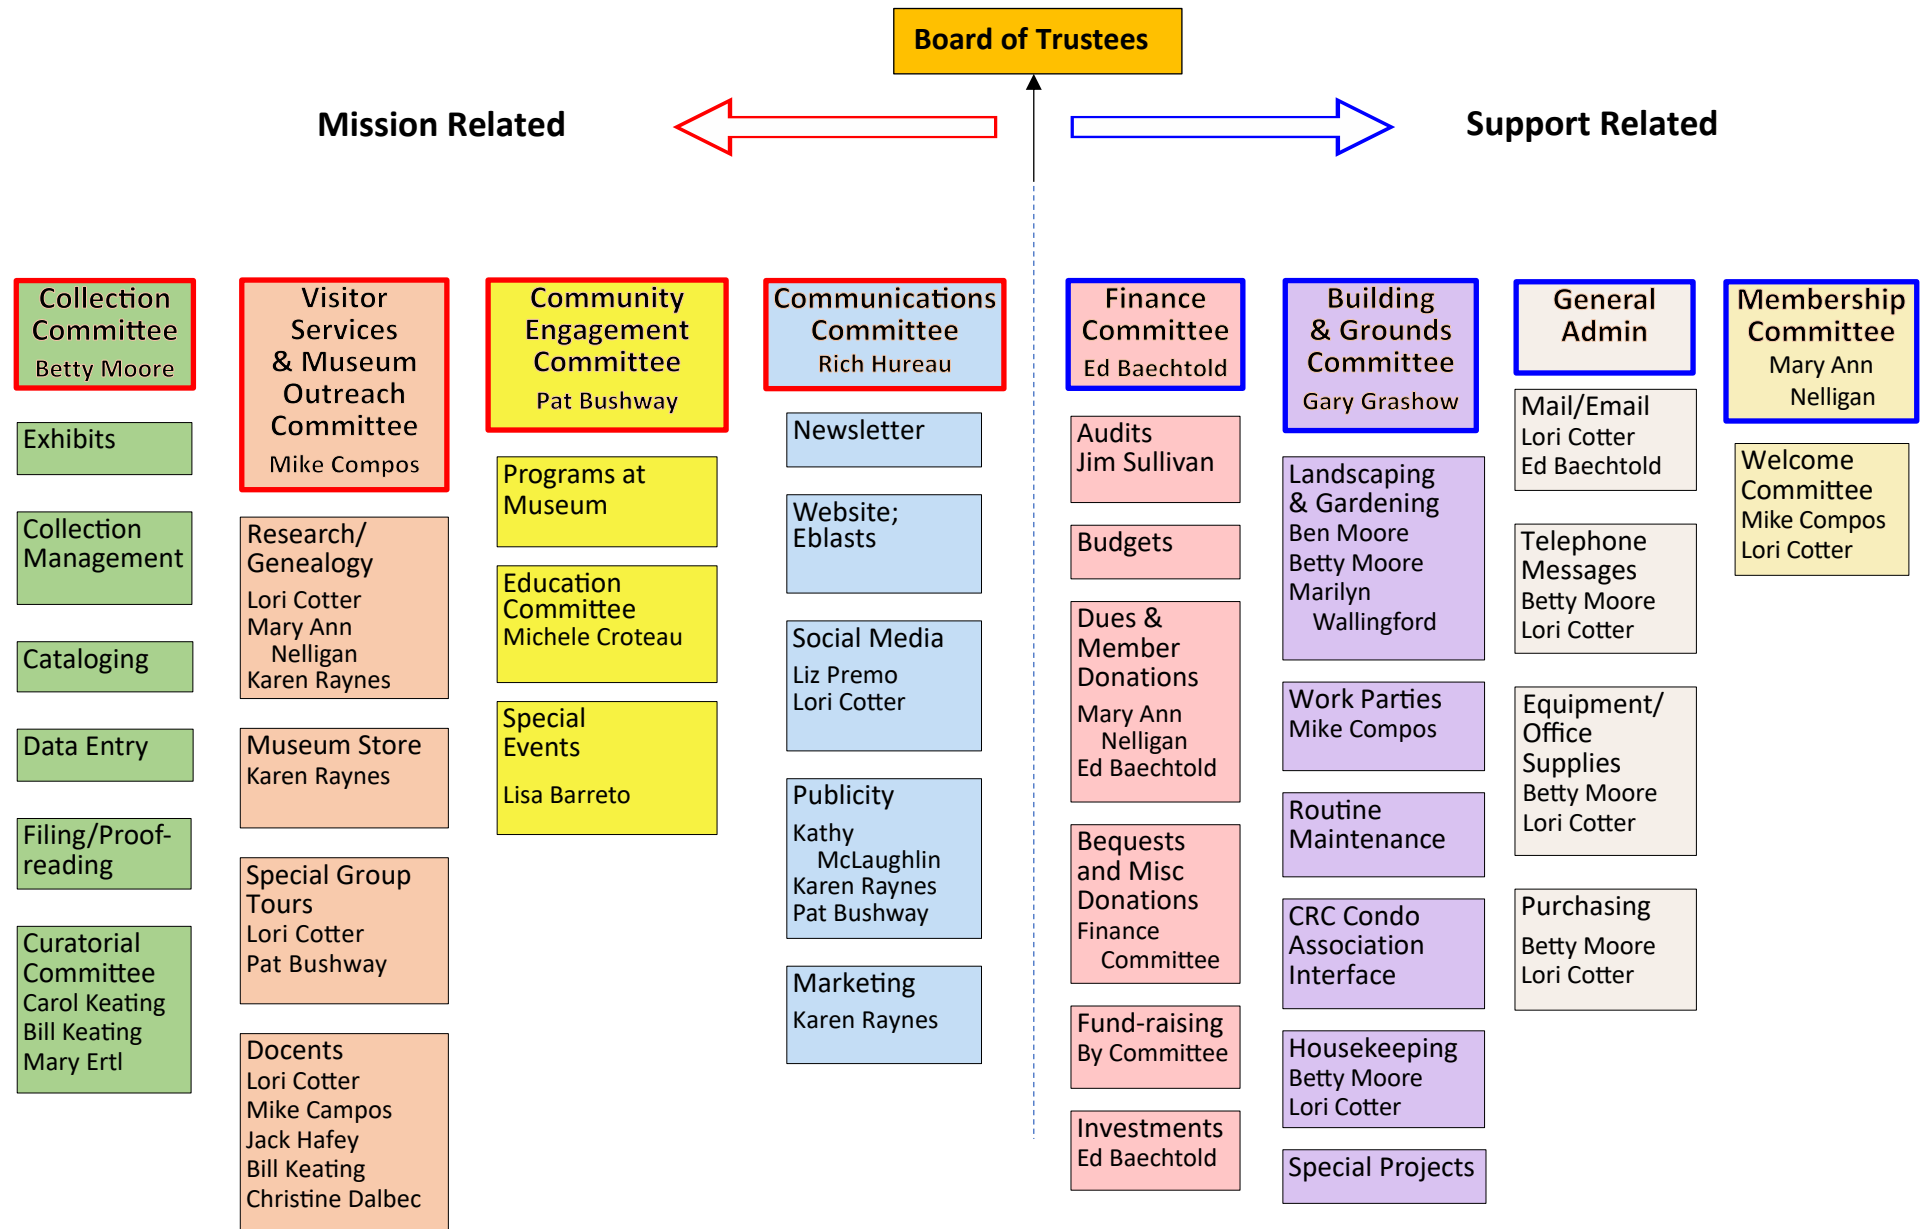 Board of Trustees
Mission Related
Support Related
Collection
Committee
Betty Moore
Exhibits
Collection
Management
Cataloging
Data Entry
Filing/Proof-
reading
Curatorial
Committee
Carol Keating
Bill Keating
Mary Ertl
Visitor
Services
& Museum
Outreach
Committee
Mike Compos
Research/
Genealogy
Lori Cotter
Mary Ann
Nelligan
Karen Raynes
Museum Store
Karen Raynes
Special Group
Tours
Lori Cotter
Pat Bushway
Docents
Lori Cotter
Mike Campos
Jack Hafey
Bill Keating
Christine Dalbec
Community
Engagement
Committee
Pat Bushway
Programs at
Museum
Education
Committee
Michele Croteau
Special
Events
Lisa Barreto
Communications
Committee
Rich Hureau
Newsletter
Website;
Eblasts
Social Media
Liz Premo
Lori Cotter
Publicity
Kathy
McLaughlin
Karen Raynes
Pat Bushway
Marketing
Karen Raynes
Finance
Committee
Ed Baechtold
Audits
Jim Sullivan
Budgets
Dues &
Member
Donations
Mary Ann
Nelligan
Ed Baechtold
Bequests
and Misc
Donations
Finance
Committee
Fund-raising
By Committee
Investments
Ed Baechtold
Building
& Grounds
Committee
Gary Grashow
Landscaping
& Gardening
Ben Moore
Betty Moore
Marilyn
Wallingford
Work Parties
Mike Compos
Routine
Maintenance
CRC Condo
Association
Interface
Housekeeping
Betty Moore
Lori Cotter
Special Projects
General
Admin
Mail/Email
Lori Cotter
Ed Baechtold
Telephone
Messages
Betty Moore
Lori Cotter
Equipment/
Office
Supplies
Betty Moore
Lori Cotter
Purchasing
Betty Moore
Lori Cotter
Membership
Committee
Mary Ann
Nelligan
Welcome
Committee
Mike Compos
Lori Cotter